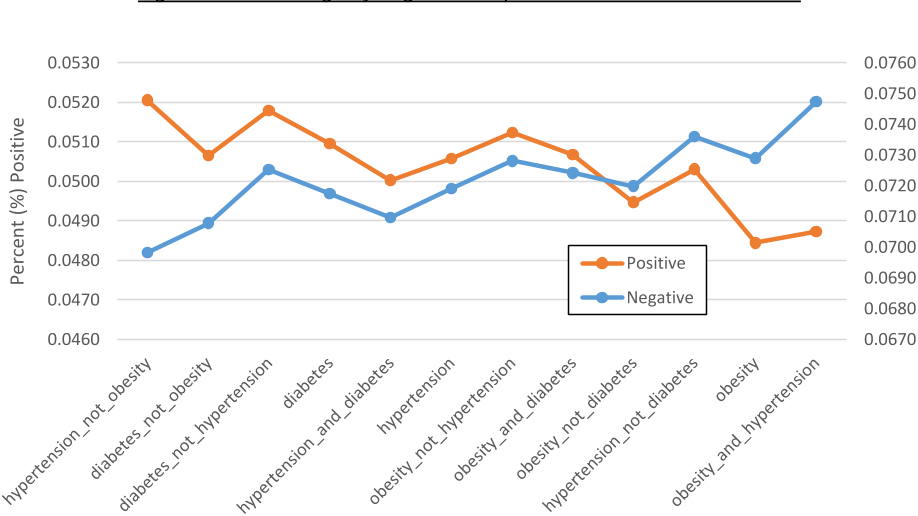 0.0530
0.0520
0.0510
0.0500
0.0490
0.0480
0.0470
0.0460
Percent (%) Positive
0.0760
0.0750
0.0740
0.0730
0.0720
0.0710
0.0700
0.0690
0.0680
0.0670
Positive
Negative
hypertension_not_obesity
diabetes_not_obesity
diabetes_not_hypertension
diabetes
hypertension_and_diabetes
hypertension
obesity_not_hypertension
obesity_and_diabetes
obesity_not_diabetes
hypertension_not_diabetes
obesity
obesity_and_hypertension